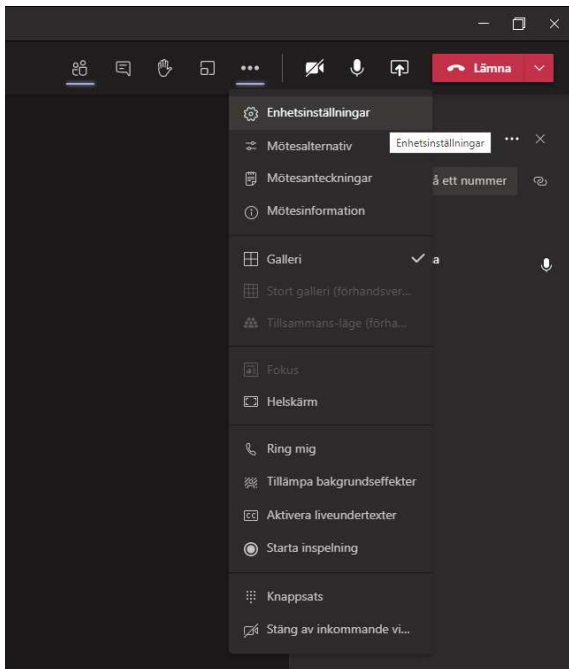 Lämna
Enhetsinställningar
Mötesalternativ
Enhetsinställningar
Mötesanteckningar
å ett nummer
Mötesinformation
Galleri
a
Stort galleri (förhandsver...
Tillsammans-läge (förha...
Fokus
Helskärm
Ring mig
Tillämpa bakgrundseffekter
CC Aktivera liveundertexter
Starta inspelning
Knappsats
Stäng av inkommande vi...